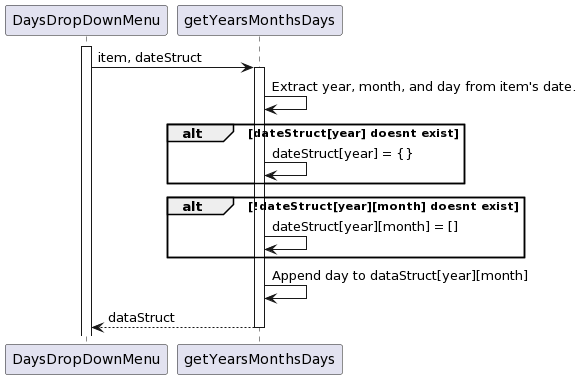 DaysDropDownMenu
getYearsMonthsDays
item, dateStruct
Extract year, month, and day from item's date.
alt
[dateStruct[year] doesnt exist]
dateStruct[year] = {}
alt
[!dateStruct[year][month] doesnt exist]
dateStruct[year][month] = []
Append day to dataStruct[year][month]
dataStruct
DaysDropDownMenu
getYearsMonthsDays